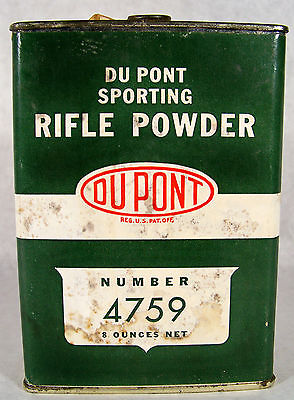 DU PONT
SPORTING
RIFLE POWDER
DU PONT
REG. U.S. PAT. OFF.
NUMBER
4759
8 OUNCES NET